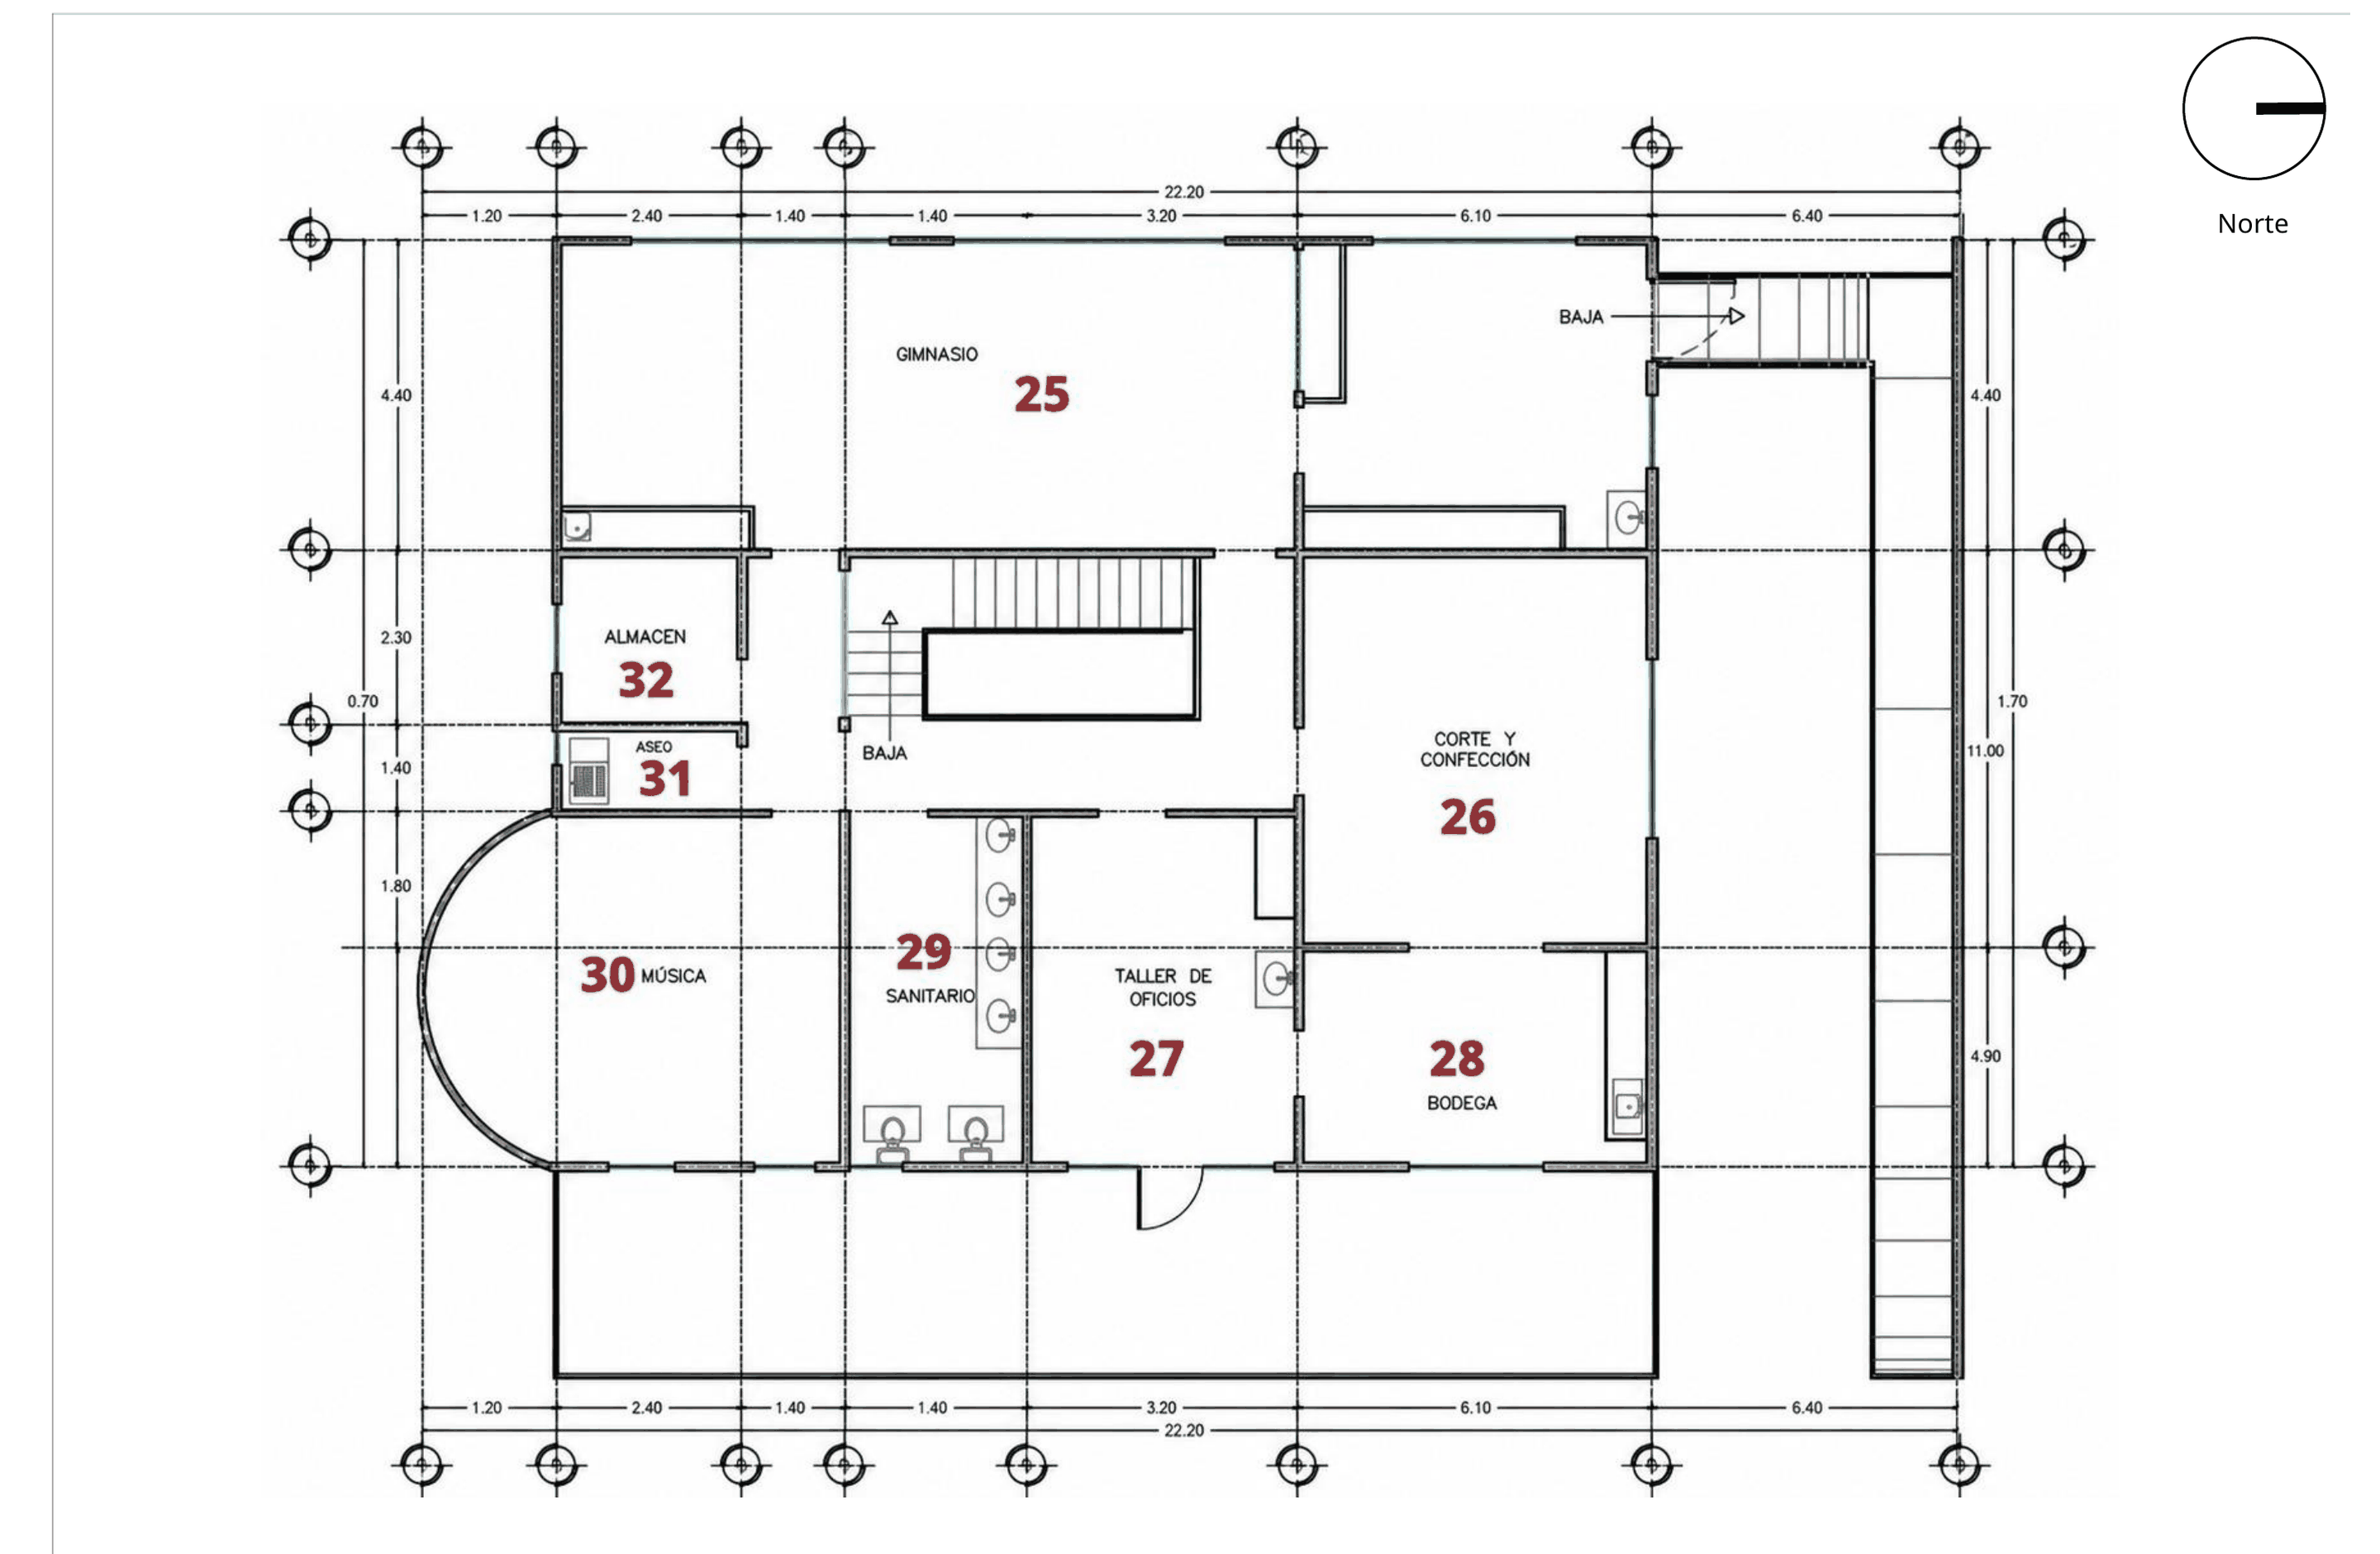 Norte
22.20
1.20 2.40 1.40 1.40 3.20 6.10 6.40
BAJA
GIMNASIO
25
4.40 4.40
ALMACEN
2.30
32
0.70 1.70
CORTE Y
CONFECCIÓN
ASEO
BAJA
11.00
1.40
31
26
1.80
29
30 MÚSICA
TALLER DE
OFICIOS
SANITARIO
27
28
4.90
BODEGA
1.20 2.40 1.40 1.40 3.20 6.10 6.40
22.20